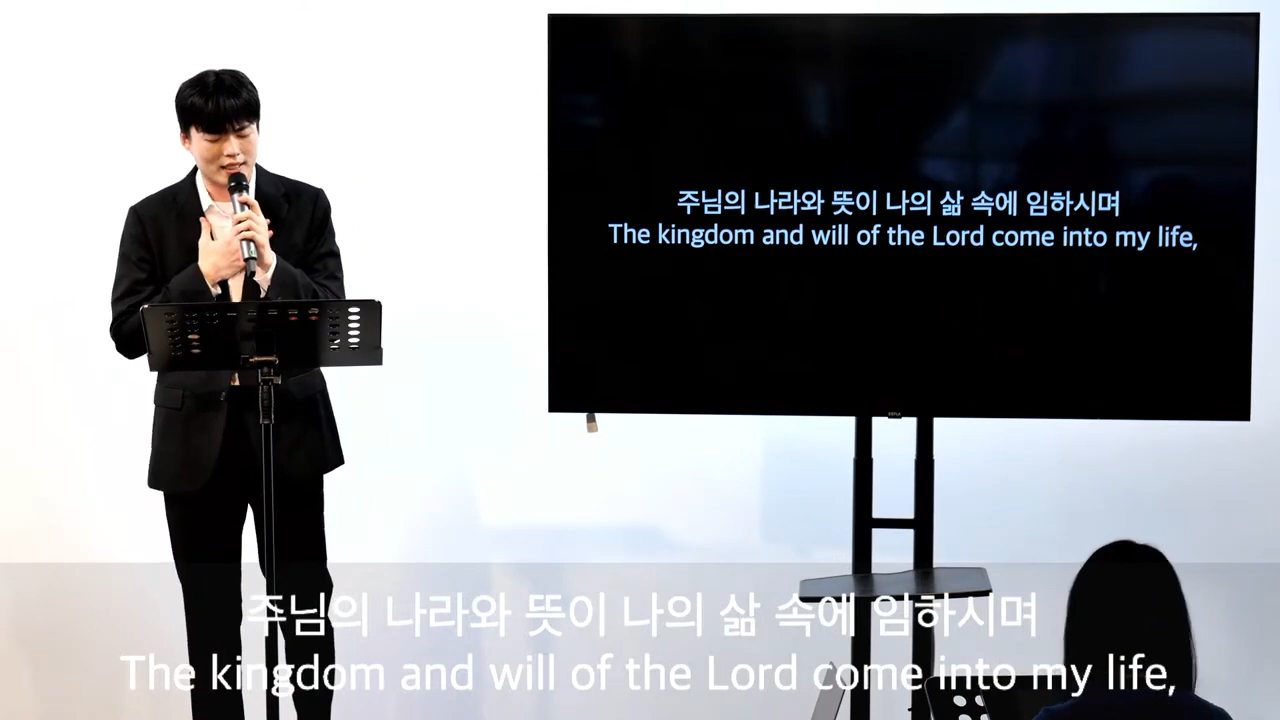 주님의 나라와 뜻이 나의 삶 속에 임하시며
The kingdom and will of the Lord come into my life,
주님의 나라와 뜻이 나의 삶 속에 임하시며
The kingdom and will of the Lord come into my life,